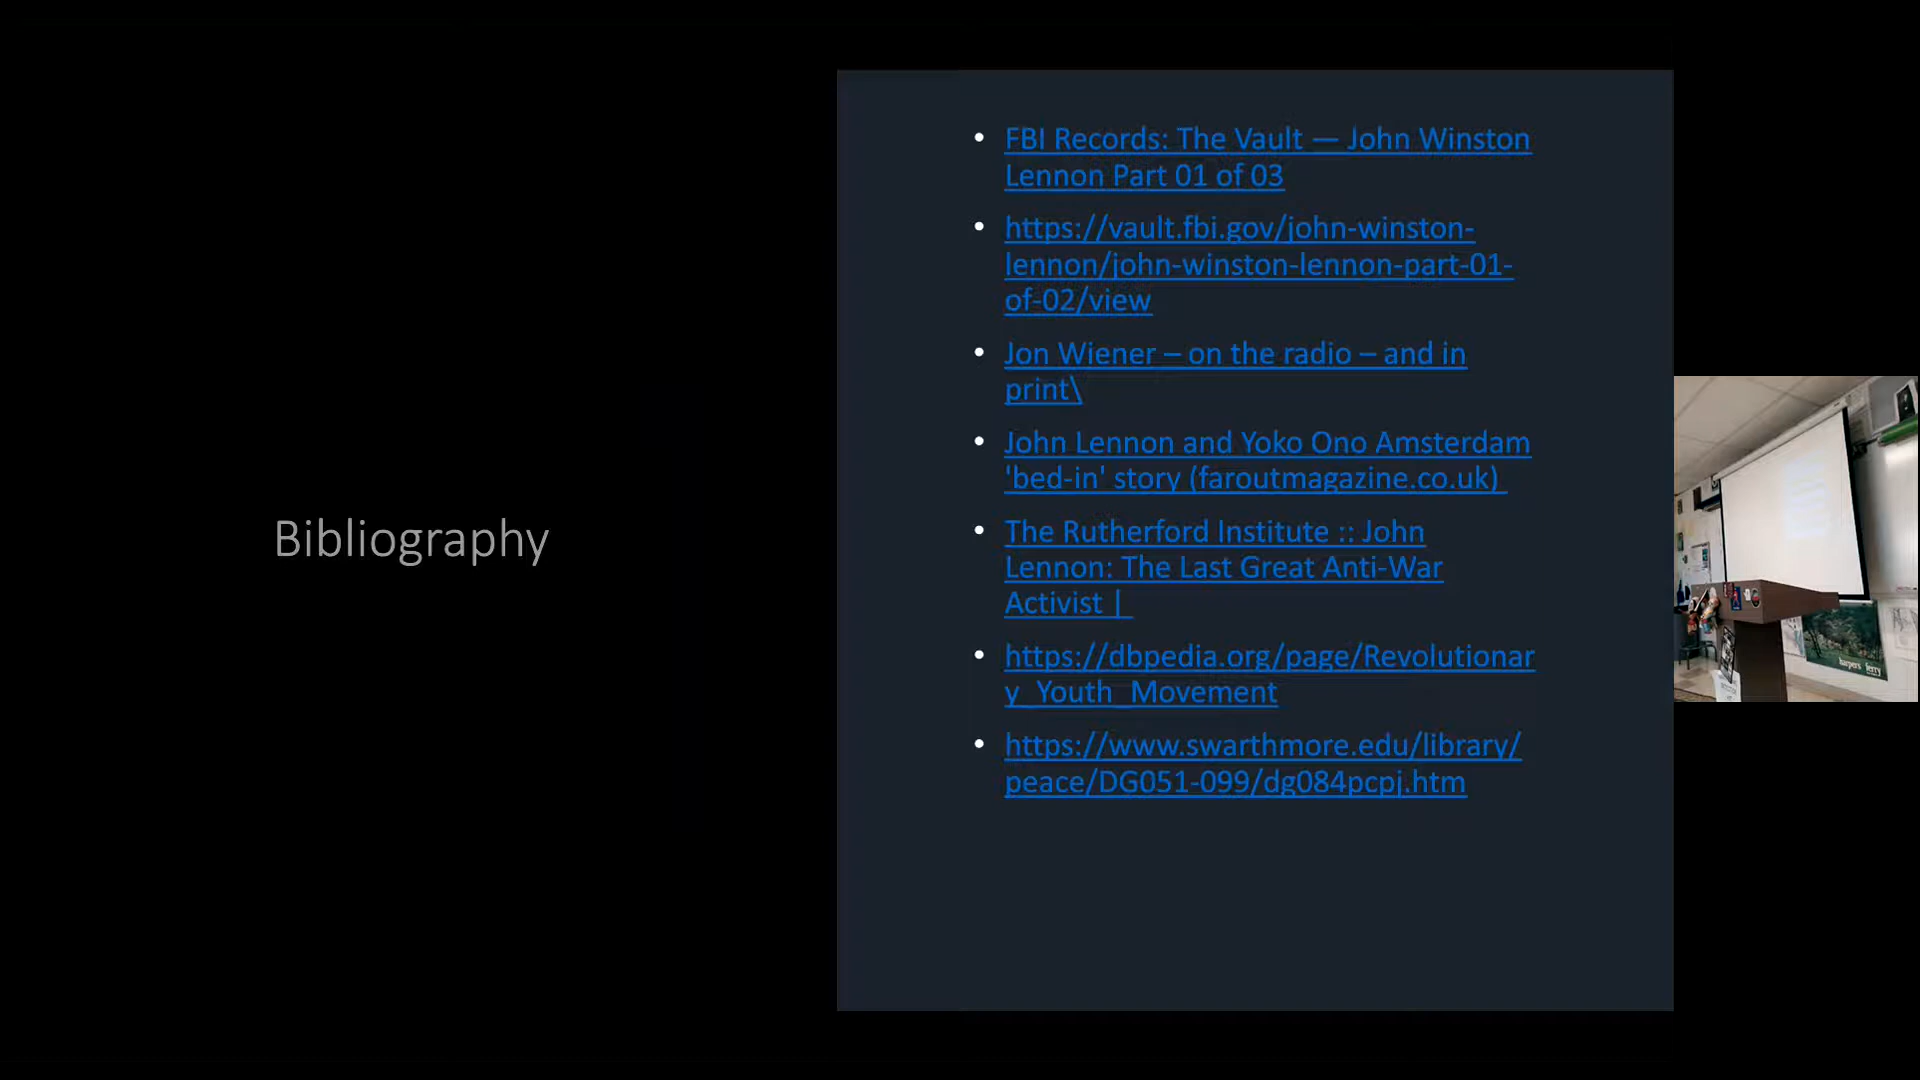 Bibliography
• FBI Records: The Vault — John Winston
Lennon Part 01 of 03
• https://vault.fbi.gov/john-winston-
lennon/john-winston-lennon-part-01-
of-02/view
• Jon Wiener – on the radio – and in
print\
• John Lennon and Yoko Ono Amsterdam
'bed-in' story (faroutmagazine.co.uk)
• The Rutherford Institute :: John
Lennon: The Last Great Anti-War
Activist |
• https://dbpedia.org/page/Revolutionar
y_Youth_Movement
• https://www.swarthmore.edu/library/
peace/DG051-099/dg084pcpj.htm
harpers ferry